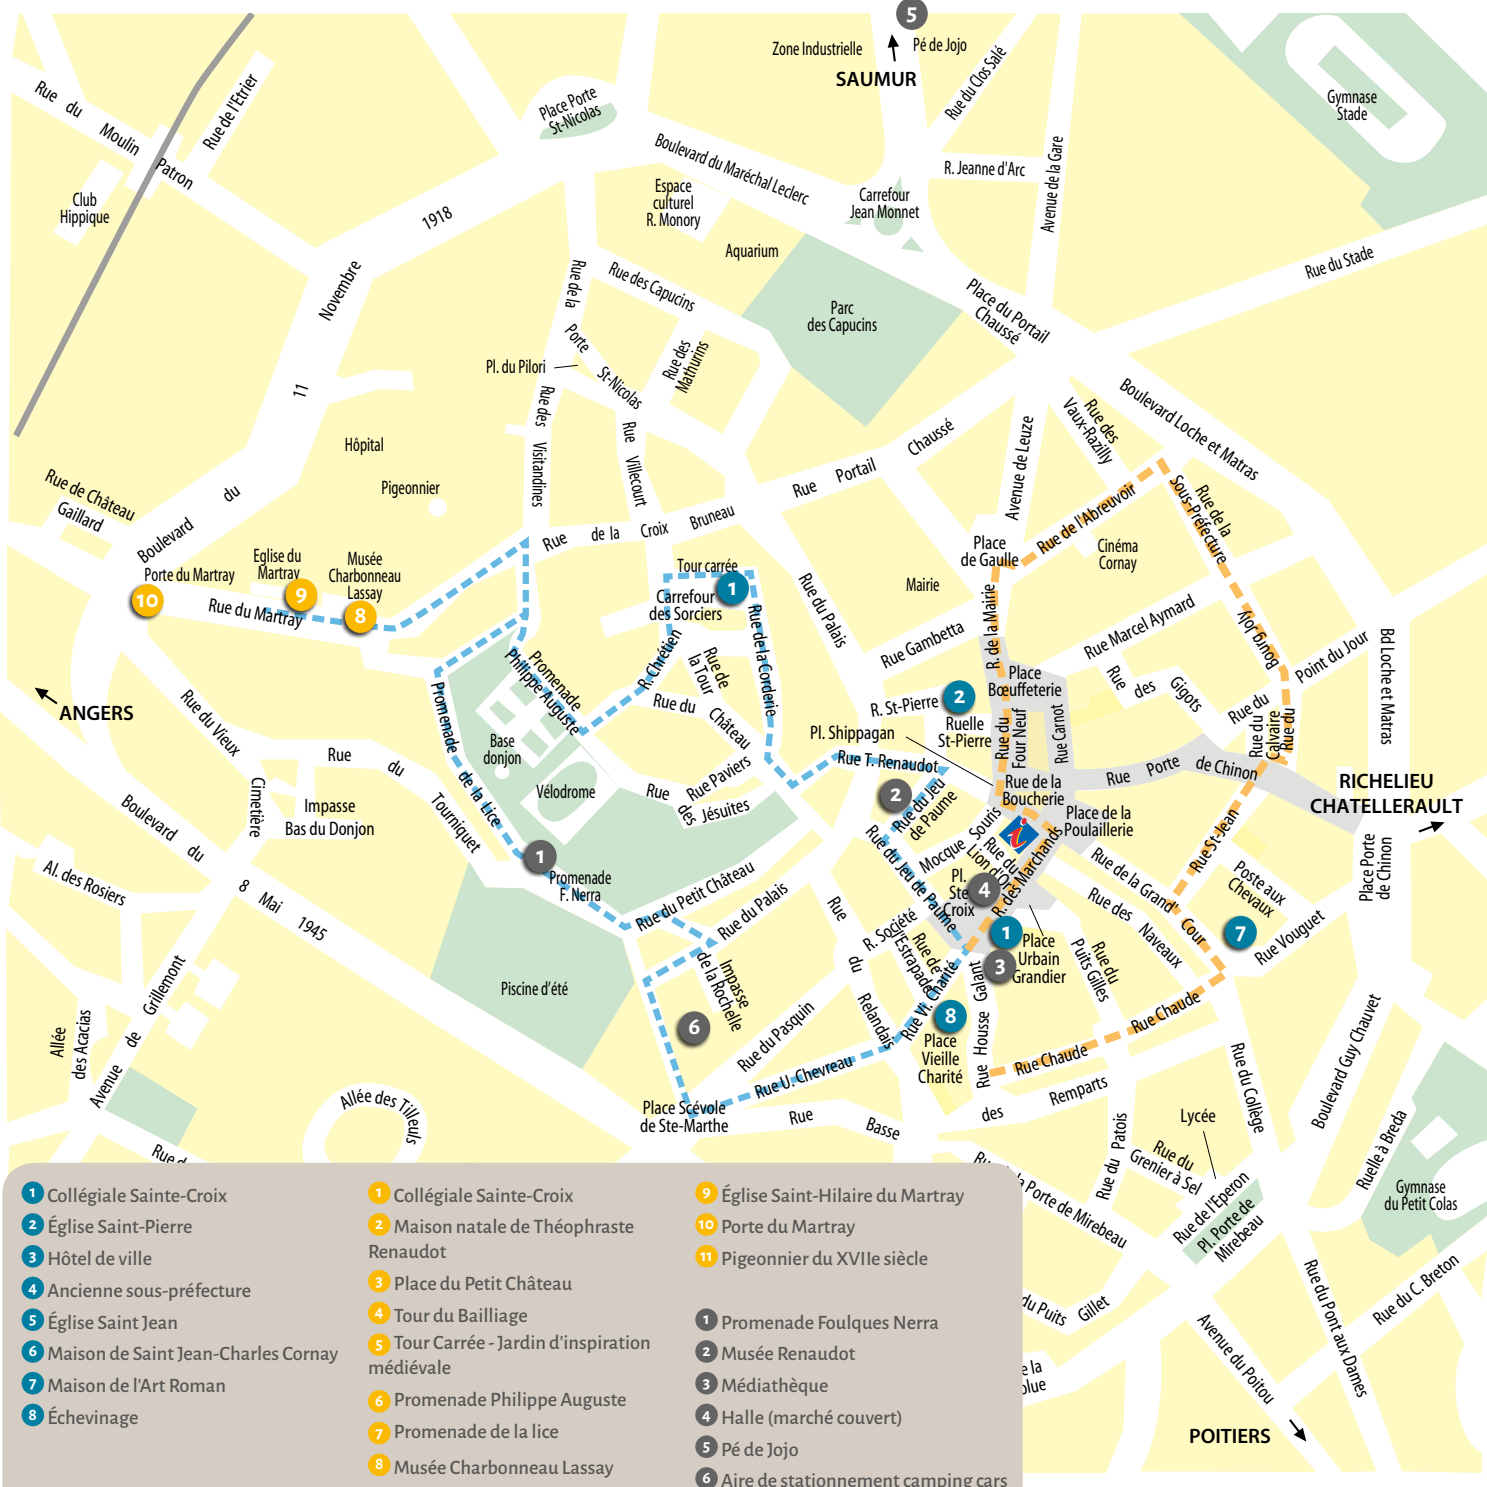 5
Zone Industrielle
Pé de Jojo
SAUMUR
Rue du Clos Salé
Gymnase
Stade
Rue du Moulin Patron
Rue de l'Etrier
Place Porte
St-Nicolas
Boulevard du Maréchal Leclerc
R. Jeanne d'Arc
Avenue de la Gare
Club
Hippique
Espace
culturel
R. Monory
Carrefour
Jean Monnet
Aquarium
Rue du Stade
Boulevard du 11 Novembre 1918
Rue des Capucins
Parc
des Capucins
Place du Portail
Chaussé
Rue de la Porte St-Nicolas
Pl. du Pilori
Rue des
Mathurins
Rue des Visitandines
Rue Villecourt
Boulevard Loche et Matras
Rue des
Vaux-Razilly
Rue Portail Chaussé
Avenue de Leuze
Hôpital
Pigeonnier
Rue de Château
Gaillard
Rue de la Croix Bruneau
Rue de l'Abreuvoir
Rue de la
Sous-Préfecture
Place
de Gaulle
Cinéma
Cornay
Eglise du
Martray
Musée
Charbonneau
Lassay
Porte du Martray
10
9
8
Rue du Martray
Tour carrée
1
Carrefour
des Sorciers
Rue du Palais
Mairie
R. de la Mairie
Rue Marcel Aymard
Rue Gambetta
Rue du
Bourg Joly
Point du Jour
Bd Loche et Matras
Promenade
Philippe Auguste
R. Chrétien
Rue de
la Tour
Rue de la Corderie
Rue du Château
Place
Bœuffeterie
Rue des Gigots
R. St-Pierre
2
Ruelle
St-Pierre
Pl. Shippagan
Rue du
Four Neuf
Rue Carnot
Rue du
Calvaire
Rue du
ANGERS
Rue du Vieux
Cimetière
Rue du Tourniquet
Impasse
Bas du Donjon
Promenade de la Lice
Base
donjon
Vélodrome
Rue Paviers
Rue des Jésuites
Rue T. Renaudot
2
Rue du Jeu
de Paume
Rue de la
Boucherie
Rue Porte de Chinon
RICHELIEU
CHATELLERAULT
Place de la
Poulaillerie
i
Mocque Souris
Rue du
Lion d'Or
R. des Marchands
Rue du Jeu de Paume
Pl.
Ste
Croix
4
Rue de la Grand' Cour
Rue des Naveaux
Rue St-Jean
Poste aux
Chevaux
7
Rue Vouguet
Place Porte
de Chinon
Boulevard du 8 Mai 1945
Al. des Rosiers
1
Promenade
F. Nerra
Rue du Petit Château
Rue du Palais
Rue du Relandais
R. Société
Rue de
l'Estrapade
1
Place
Urbain
Grandier
3
Rue du
Puits Gilles
Impasse
de la Rochelle
Rue Vl. Charité
8
Place
Vieille
Charité
Rue Housse Galant
Piscine d'été
6
Rue du Pasquin
Rue U. Chevreau
Rue Chaude
Rue Chaude
Allée
des Acacias
Avenue de Grillemont
Allée des Tilleuls
Place Scévole
de Ste-Marthe
Rue Basse
des Remparts
Rue du Collège
Boulevard Guy Chauvet
Lycée
Rue du Patois
Rue du
Grenier à Sel
Ruelle à Breda
Gymnase
du Petit Colas
Rue de l'Eperon
Pl. Porte de
Mirebeau
la Porte de Mirebeau
du Puits Gillet
Avenue du Poitou
Rue du Pont aux Dames
Rue du C. Breton
POITIERS
1 Collégiale Sainte-Croix
2 Église Saint-Pierre
3 Hôtel de ville
4 Ancienne sous-préfecture
5 Église Saint Jean
6 Maison de Saint Jean-Charles Cornay
7 Maison de l'Art Roman
8 Échevinage
1 Collégiale Sainte-Croix
2 Maison natale de Théophraste
Renaudot
3 Place du Petit Château
4 Tour du Bailliage
5 Tour Carrée - Jardin d'inspiration
médiévale
6 Promenade Philippe Auguste
7 Promenade de la lice
8 Musée Charbonneau Lassay
9 Église Saint-Hilaire du Martray
10 Porte du Martray
11 Pigeonnier du XVIIe siècle
1 Promenade Foulques Nerra
2 Musée Renaudot
3 Médiathèque
4 Halle (marché couvert)
5 Pé de Jojo
6 Aire de stationnement camping cars